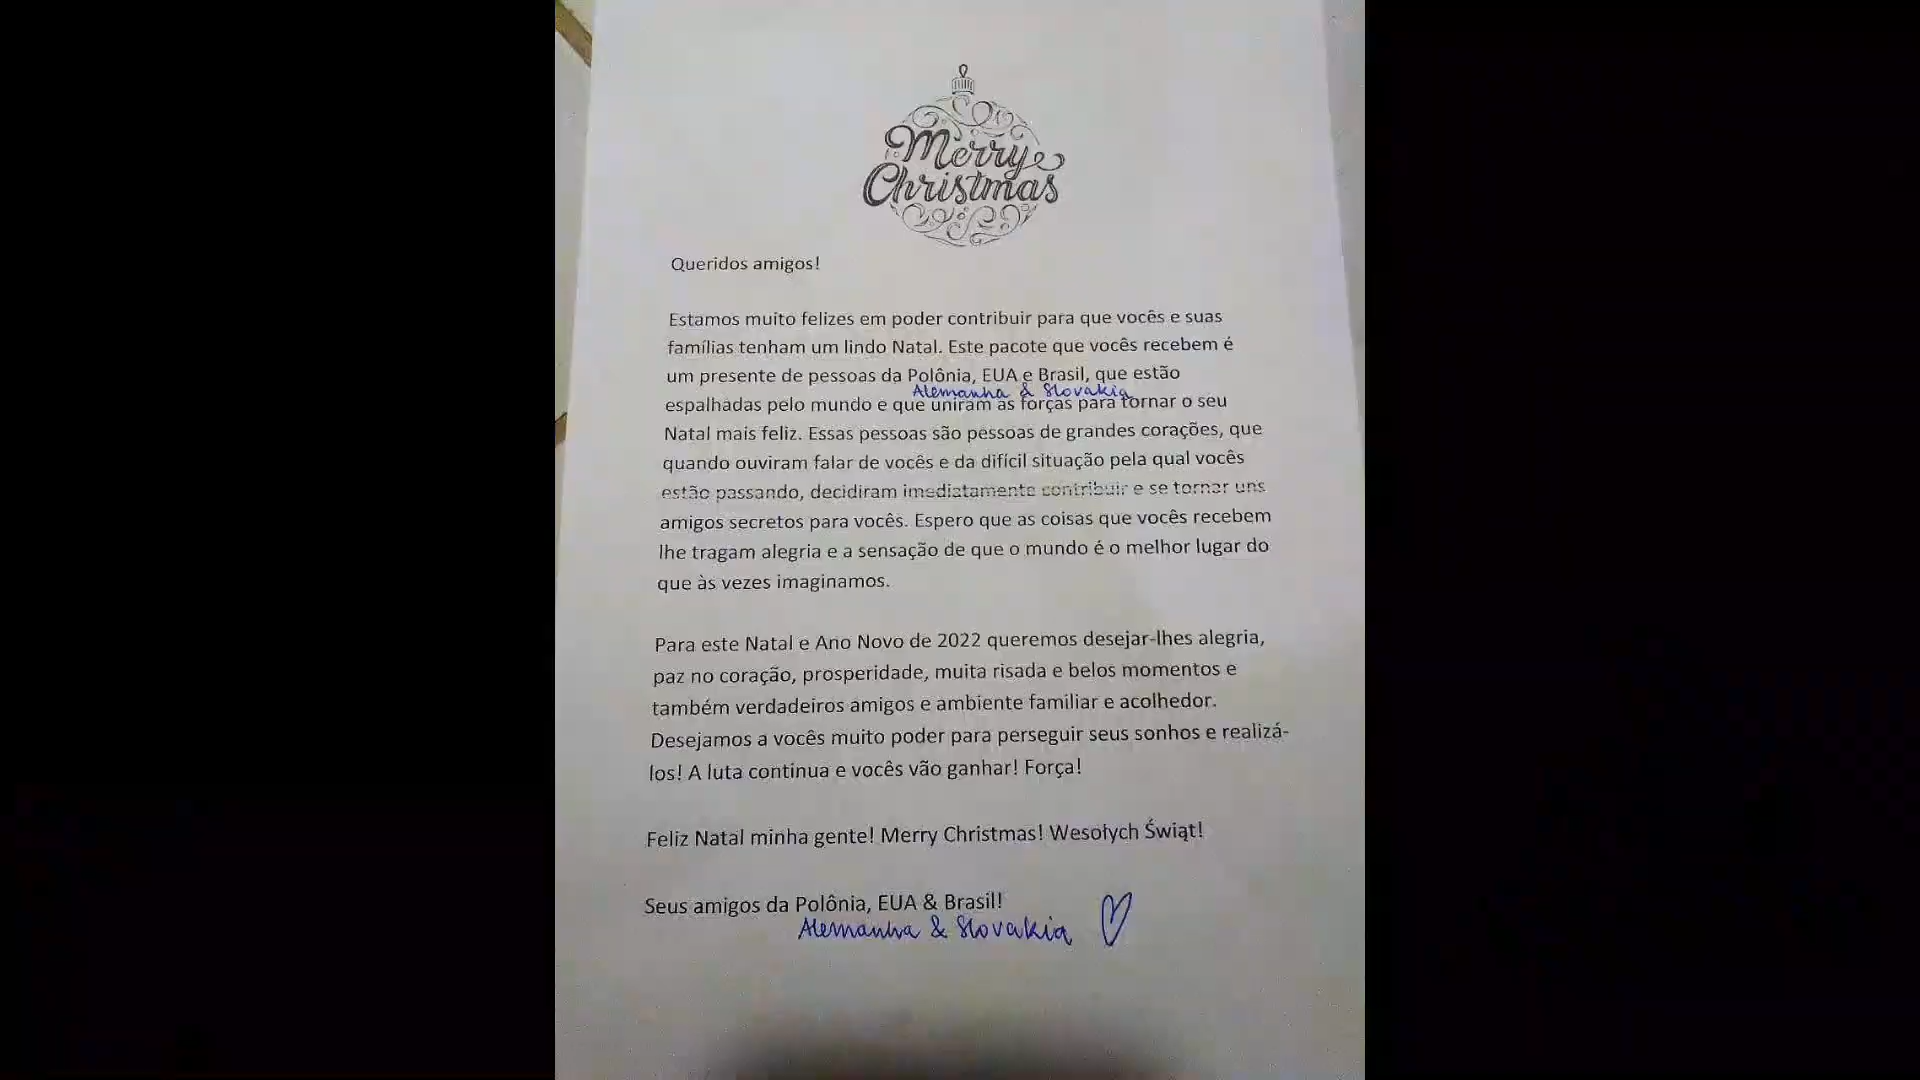 Merry
Christmas
Queridos amigos!
Estamos muito felizes em poder contribuir para que vocês e suas
famílias tenham um lindo Natal. Este pacote que vocês recebem é
um presente de pessoas da Polônia, EUA e Brasil, que estão
Alemanha & Slovakia
espalhadas pelo mundo e que uniram as forças para tornar o seu
Natal mais feliz. Essas pessoas são pessoas de grandes corações, que
quando ouviram falar de vocês e da difícil situação pela qual vocês
estão passando, decidiram imediatamente contribuir e se tornar uns
amigos secretos para vocês. Espero que as coisas que vocês recebem
lhe tragam alegria e a sensação de que o mundo é o melhor lugar do
que às vezes imaginamos.
Para este Natal e Ano Novo de 2022 queremos desejar-lhes alegria,
paz no coração, prosperidade, muita risada e belos momentos e
também verdadeiros amigos e ambiente familiar e acolhedor.
Desejamos a vocês muito poder para perseguir seus sonhos e realizá-
los! A luta continua e vocês vão ganhar! Força!
Feliz Natal minha gente! Merry Christmas! Wesołych Świąt!
Seus amigos da Polônia, EUA & Brasil!
Alemanha & Slovakia